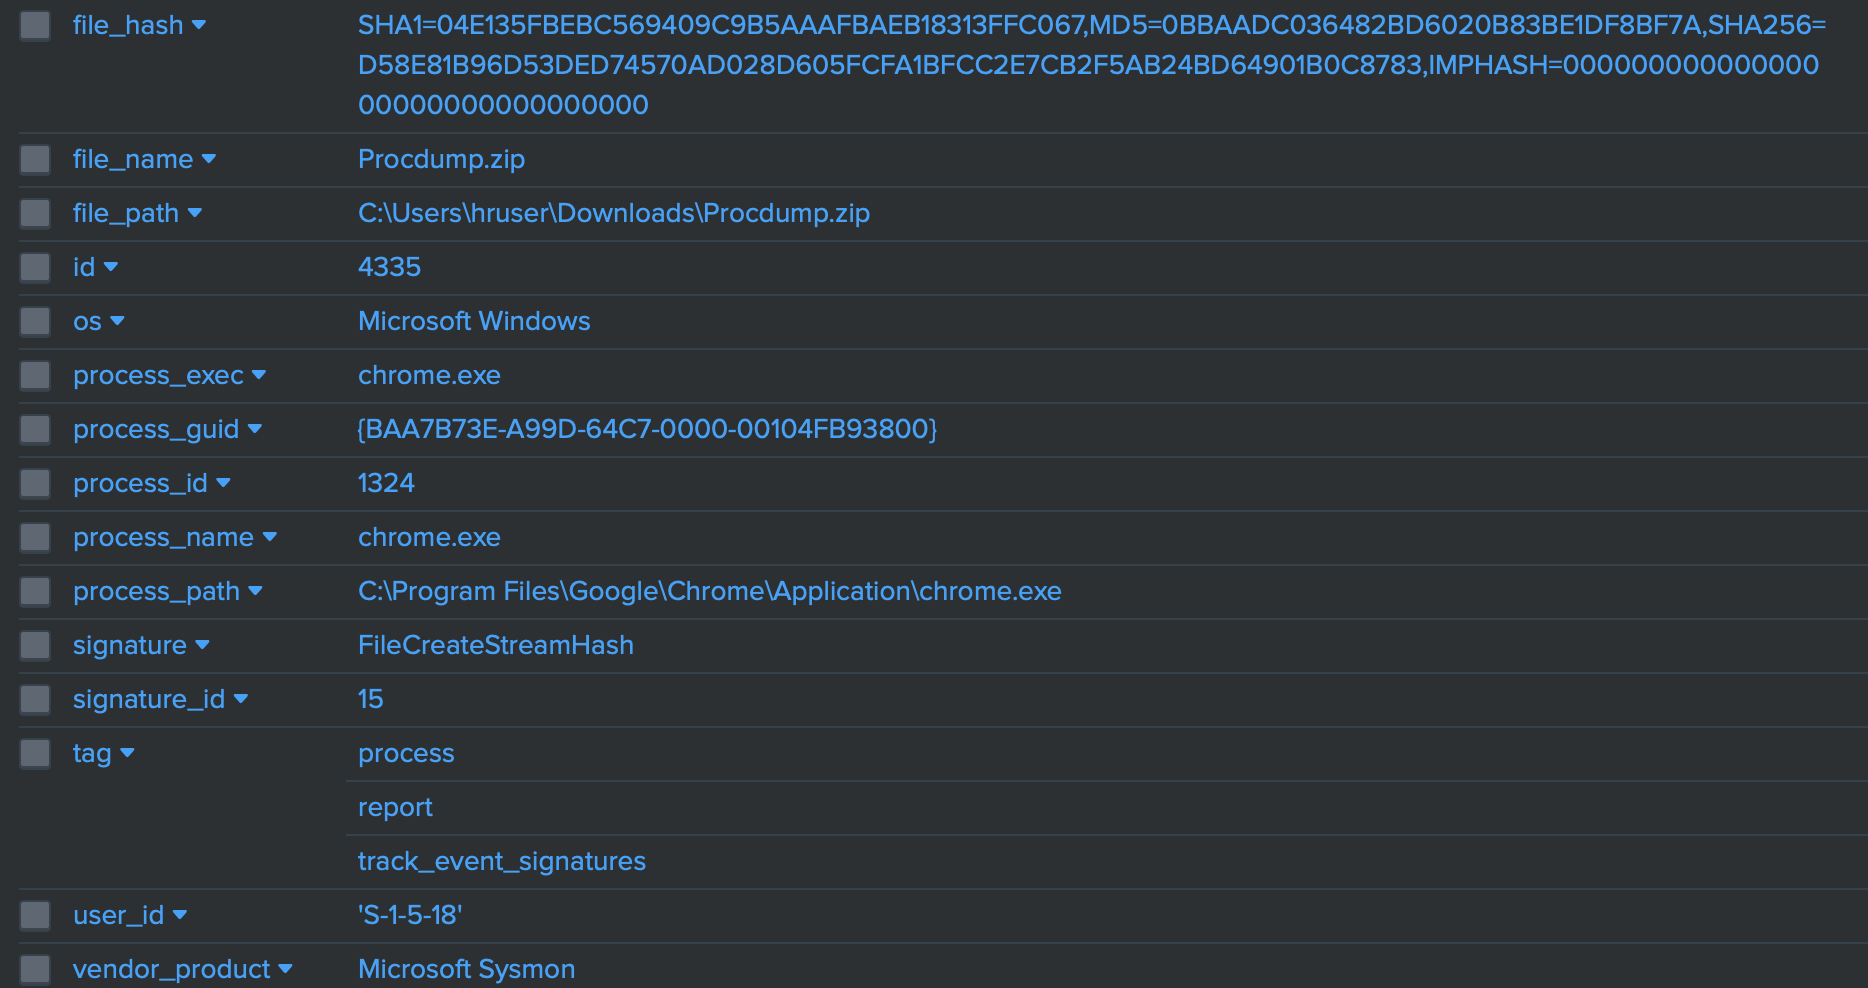 file_hash SHA1=04E135FBEBC569409C9B5AAAFBAEB18313FFC067,MD5=0BBAADC036482BD6020B83BE1DF8BF7A,SHA256=
D58E81B96D53DED74570AD028D605FCFA1BFCC2E7CB2F5AB24BD64901B0C8783,IMPHASH=000000000000000
00000000000000000
file_name Procdump.zip
file_path C:\Users\hruser\Downloads\Procdump.zip
id 4335
os Microsoft Windows
process_exec chrome.exe
process_guid {BAA7B73E-A99D-64C7-0000-00104FB93800}
process_id 1324
process_name chrome.exe
process_path C:\Program Files\Google\Chrome\Application\chrome.exe
signature FileCreateStreamHash
signature_id 15
tag process
report
track_event_signatures
user_id 'S-1-5-18'
vendor_product Microsoft Sysmon